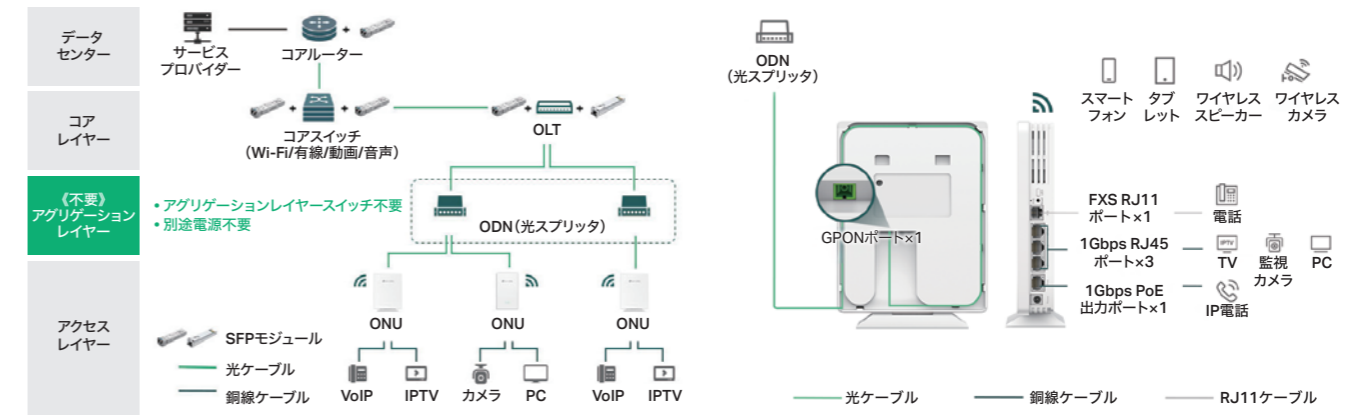 データ
センター
サービス
プロバイダー
+
コアルーター
コア
レイヤー
+
+
コアスイッチ
（Wi-Fi/有線/動画/音声）
+
+
OLT
《不要》
アグリゲーション
レイヤー
• アグリゲーションレイヤースイッチ不要
• 別途電源不要
ODN（光スプリッタ）
アクセス
レイヤー
ONU
ONU
ONU
SFPモジュール
光ケーブル
銅線ケーブル
VoIP
IPTV
カメラ
PC
VoIP
IPTV
ODN
（光スプリッタ）
GPONポート×1
スマート
フォン
タブ
レット
ワイヤレス
スピーカー
ワイヤレス
カメラ
FXS RJ11
ポート×1
電話
1Gbps RJ45
ポート×3
IPTV
TV
監視
カメラ
PC
1Gbps PoE
出力ポート×1
IP電話
光ケーブル
銅線ケーブル
RJ11ケーブル